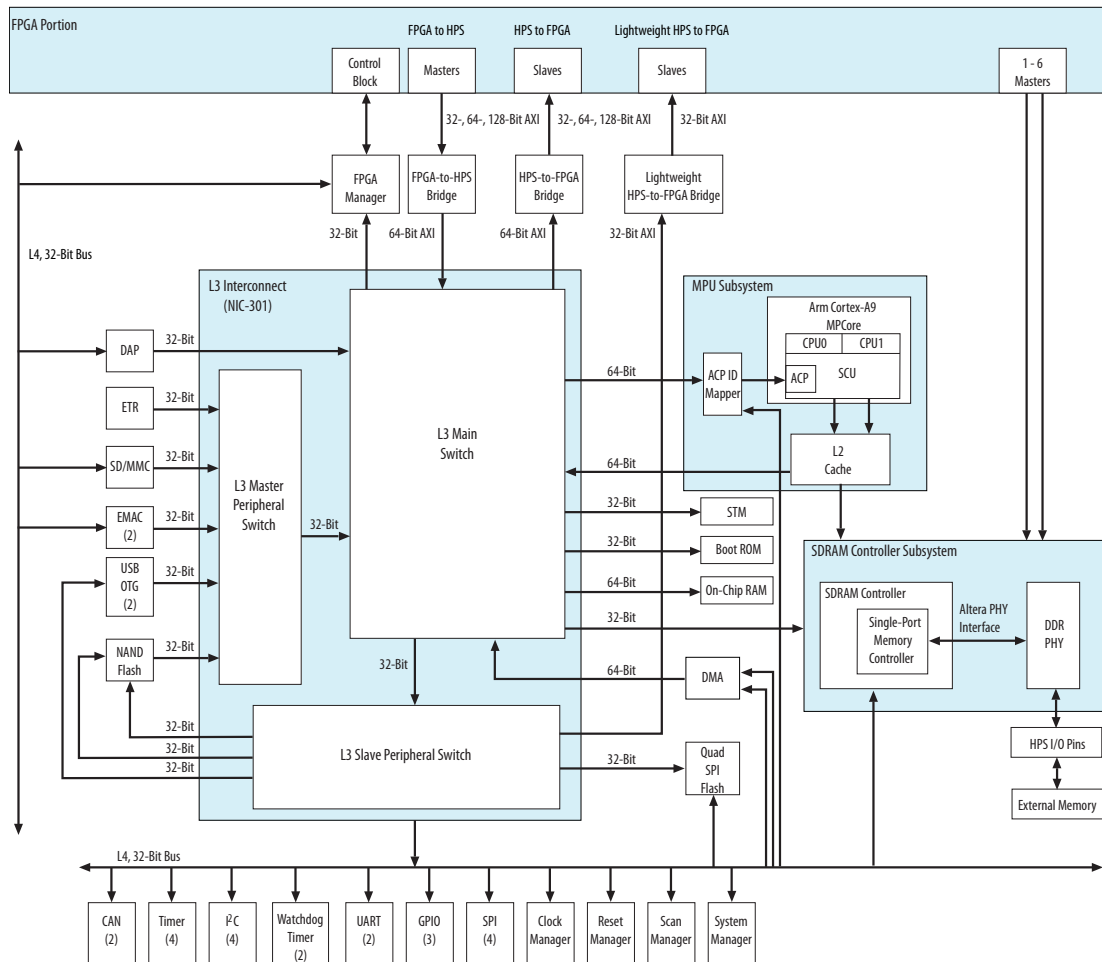 FPGA Portion
FPGA to HPS
HPS to FPGA
Lightweight HPS to FPGA
Control
Block
Masters
Slaves
Slaves
1 - 6
Masters
32-, 64-, 128-Bit AXI
32-, 64-, 128-Bit AXI
32-Bit AXI
FPGA
Manager
FPGA-to-HPS
Bridge
HPS-to-FPGA
Bridge
Lightweight
HPS-to-FPGA Bridge
32-Bit
64-Bit AXI
64-Bit AXI
32-Bit AXI
L4, 32-Bit Bus
L3 Interconnect
(NIC-301)
MPU Subsystem
Arm Cortex-A9
MPCore
CPU0
CPU1
ACP
SCU
ACP ID
Mapper
L2
Cache
DAP
32-Bit
ETR
32-Bit
SD/MMC
32-Bit
EMAC
(2)
32-Bit
USB
OTG
(2)
32-Bit
NAND
Flash
32-Bit
L3 Master
Peripheral
Switch
32-Bit
L3 Main
Switch
64-Bit
64-Bit
32-Bit
STM
32-Bit
Boot ROM
64-Bit
On-Chip RAM
32-Bit
64-Bit
DMA
SDRAM Controller Subsystem
SDRAM Controller
Single-Port
Memory
Controller
Altera PHY
Interface
DDR
PHY
HPS I/O Pins
External Memory
32-Bit
32-Bit
32-Bit
32-Bit
L3 Slave Peripheral Switch
32-Bit
Quad
SPI
Flash
L4, 32-Bit Bus
CAN
(2)
Timer
(4)
I²C
(4)
Watchdog
Timer
(2)
UART
(2)
GPIO
(3)
SPI
(4)
Clock
Manager
Reset
Manager
Scan
Manager
System
Manager